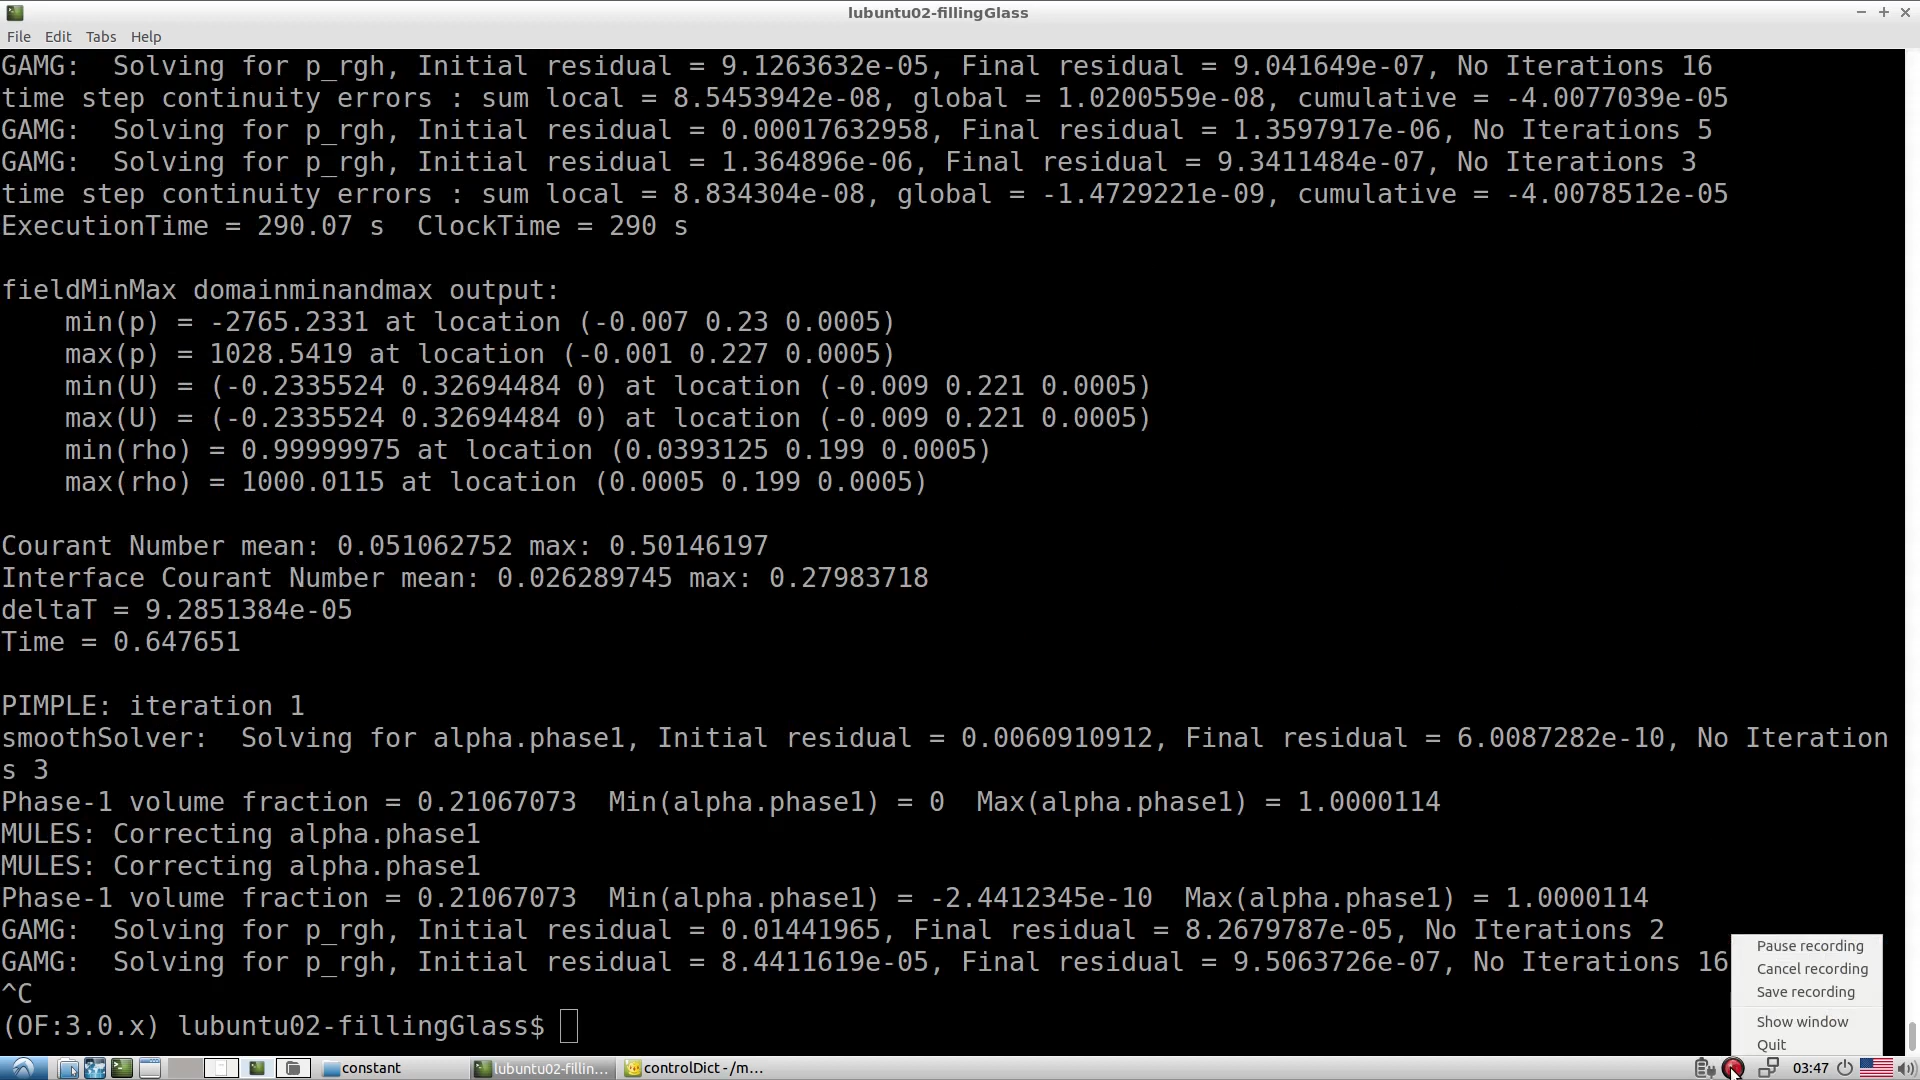 lubuntu02-fillingGlass
File Edit Tabs Help
GAMG:  Solving for p_rgh, Initial residual = 9.1263632e-05, Final residual = 9.041649e-07, No Iterations 16
time step continuity errors : sum local = 8.5453942e-08, global = 1.0200559e-08, cumulative = -4.0077039e-05
GAMG:  Solving for p_rgh, Initial residual = 0.00017632958, Final residual = 1.3597917e-06, No Iterations 5
GAMG:  Solving for p_rgh, Initial residual = 1.364896e-06, Final residual = 9.3411484e-07, No Iterations 3
time step continuity errors : sum local = 8.834304e-08, global = -1.4729221e-09, cumulative = -4.0078512e-05
ExecutionTime = 290.07 s  ClockTime = 290 s
fieldMinMax domainminandmax output:
    min(p) = -2765.2331 at location (-0.007 0.23 0.0005)
    max(p) = 1028.5419 at location (-0.001 0.227 0.0005)
    min(U) = (-0.2335524 0.32694484 0) at location (-0.009 0.221 0.0005)
    max(U) = (-0.2335524 0.32694484 0) at location (-0.009 0.221 0.0005)
    min(rho) = 0.99999975 at location (0.0393125 0.199 0.0005)
    max(rho) = 1000.0115 at location (0.0005 0.199 0.0005)
Courant Number mean: 0.051062752 max: 0.50146197
Interface Courant Number mean: 0.026289745 max: 0.27983718
deltaT = 9.2851384e-05
Time = 0.647651
PIMPLE: iteration 1
smoothSolver:  Solving for alpha.phase1, Initial residual = 0.0060910912, Final residual = 6.0087282e-10, No Iteration
s 3
Phase-1 volume fraction = 0.21067073  Min(alpha.phase1) = 0  Max(alpha.phase1) = 1.0000114
MULES: Correcting alpha.phase1
MULES: Correcting alpha.phase1
Phase-1 volume fraction = 0.21067073  Min(alpha.phase1) = -2.4412345e-10  Max(alpha.phase1) = 1.0000114
GAMG:  Solving for p_rgh, Initial residual = 0.01441965, Final residual = 8.2679787e-05, No Iterations 2
GAMG:  Solving for p_rgh, Initial residual = 8.4411619e-05, Final residual = 9.5063726e-07, No Iterations 16
^C
(OF:3.0.x) lubuntu02-fillingGlass$
Pause recording
Cancel recording
Save recording
Show window
Quit
constant
lubuntu02-fillin...
controlDict - /m...
03:47